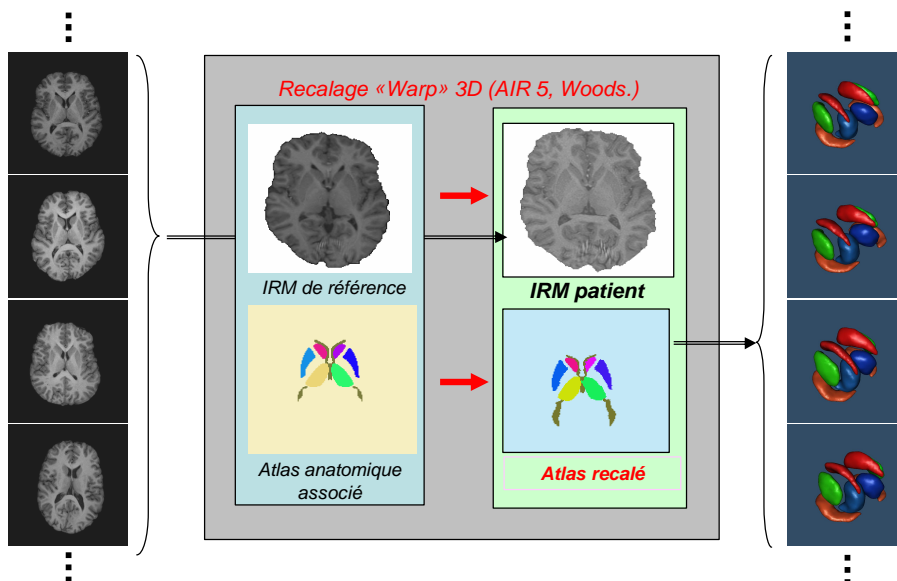 Recalage «Warp» 3D (AIR 5, Woods.)
IRM de référence
IRM patient
Atlas anatomique
associé
Atlas recalé